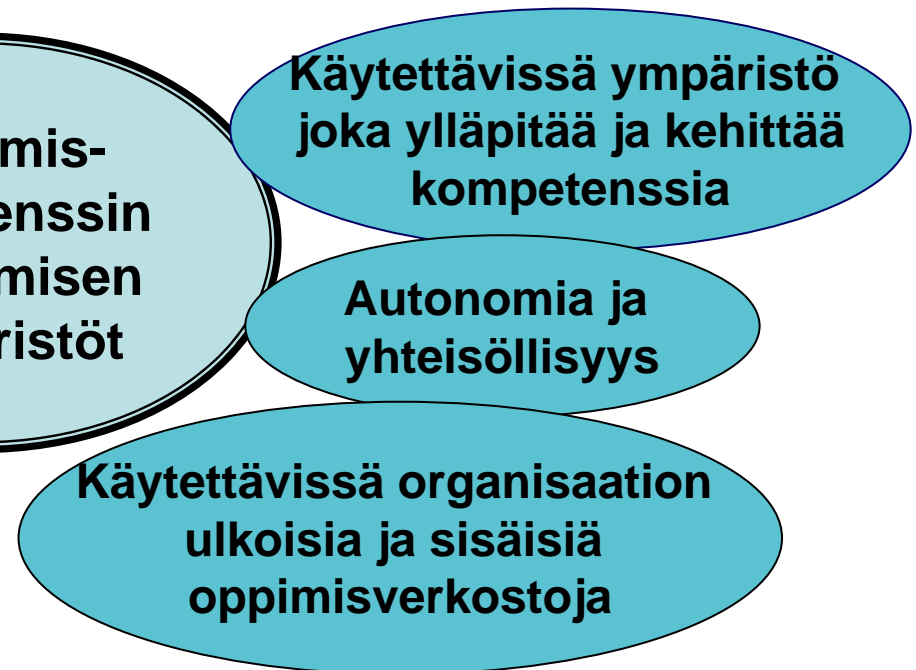 mis-
enssin
misen
ristöt
Käytettävissä ympäristö
joka ylläpitää ja kehittää
kompetenssia
Autonomia ja
yhteisöllisyys
Käytettävissä organisaation
ulkoisia ja sisäisiä
oppimisverkostoja